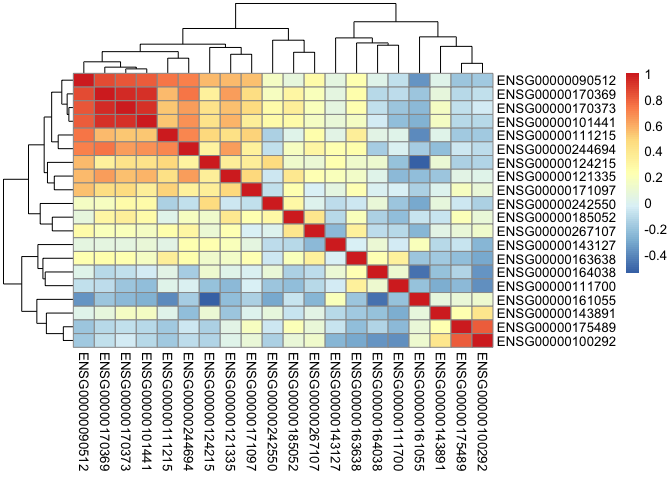 ENSG00000090512
ENSG00000170369
ENSG00000170373
ENSG00000101441
ENSG00000111215
ENSG00000244694
ENSG00000124215
ENSG00000121335
ENSG00000171097
ENSG00000242550
ENSG00000185052
ENSG00000267107
ENSG00000143127
ENSG00000163638
ENSG00000164038
ENSG00000111700
ENSG00000161055
ENSG00000143891
ENSG00000175489
ENSG00000100292
1
0.8
0.6
0.4
0.2
0
-0.2
-0.4
ENSG00000090512
ENSG00000170369
ENSG00000170373
ENSG00000101441
ENSG00000111215
ENSG00000244694
ENSG00000124215
ENSG00000121335
ENSG00000171097
ENSG00000242550
ENSG00000185052
ENSG00000267107
ENSG00000143127
ENSG00000163638
ENSG00000164038
ENSG00000111700
ENSG00000161055
ENSG00000143891
ENSG00000175489
ENSG00000100292